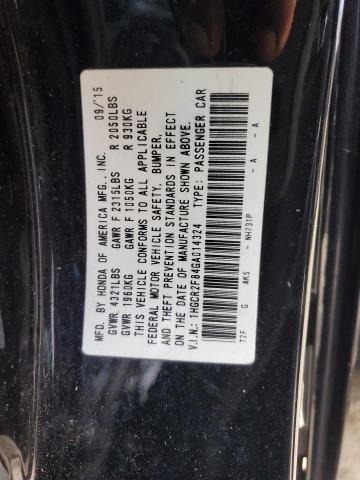 MFD. BY HONDA OF AMERICA MFG., INC. 09/'15
GVWR 4321LBS GAWR F 2315LBS R 2050LBS
GVWR 1960KG GAWR F 1050KG R 930KG
THIS VEHICLE CONFORMS TO ALL APPLICABLE
FEDERAL MOTOR VEHICLE SAFETY, BUMPER,
AND THEFT PREVENTION STANDARDS IN EFFECT
ON THE DATE OF MANUFACTURE SHOWN ABOVE.
V.I.N.: 1HGCR2F84GA014324 TYPE: PASSENGER CAR
T2F G AK5 - NH731P - A - A